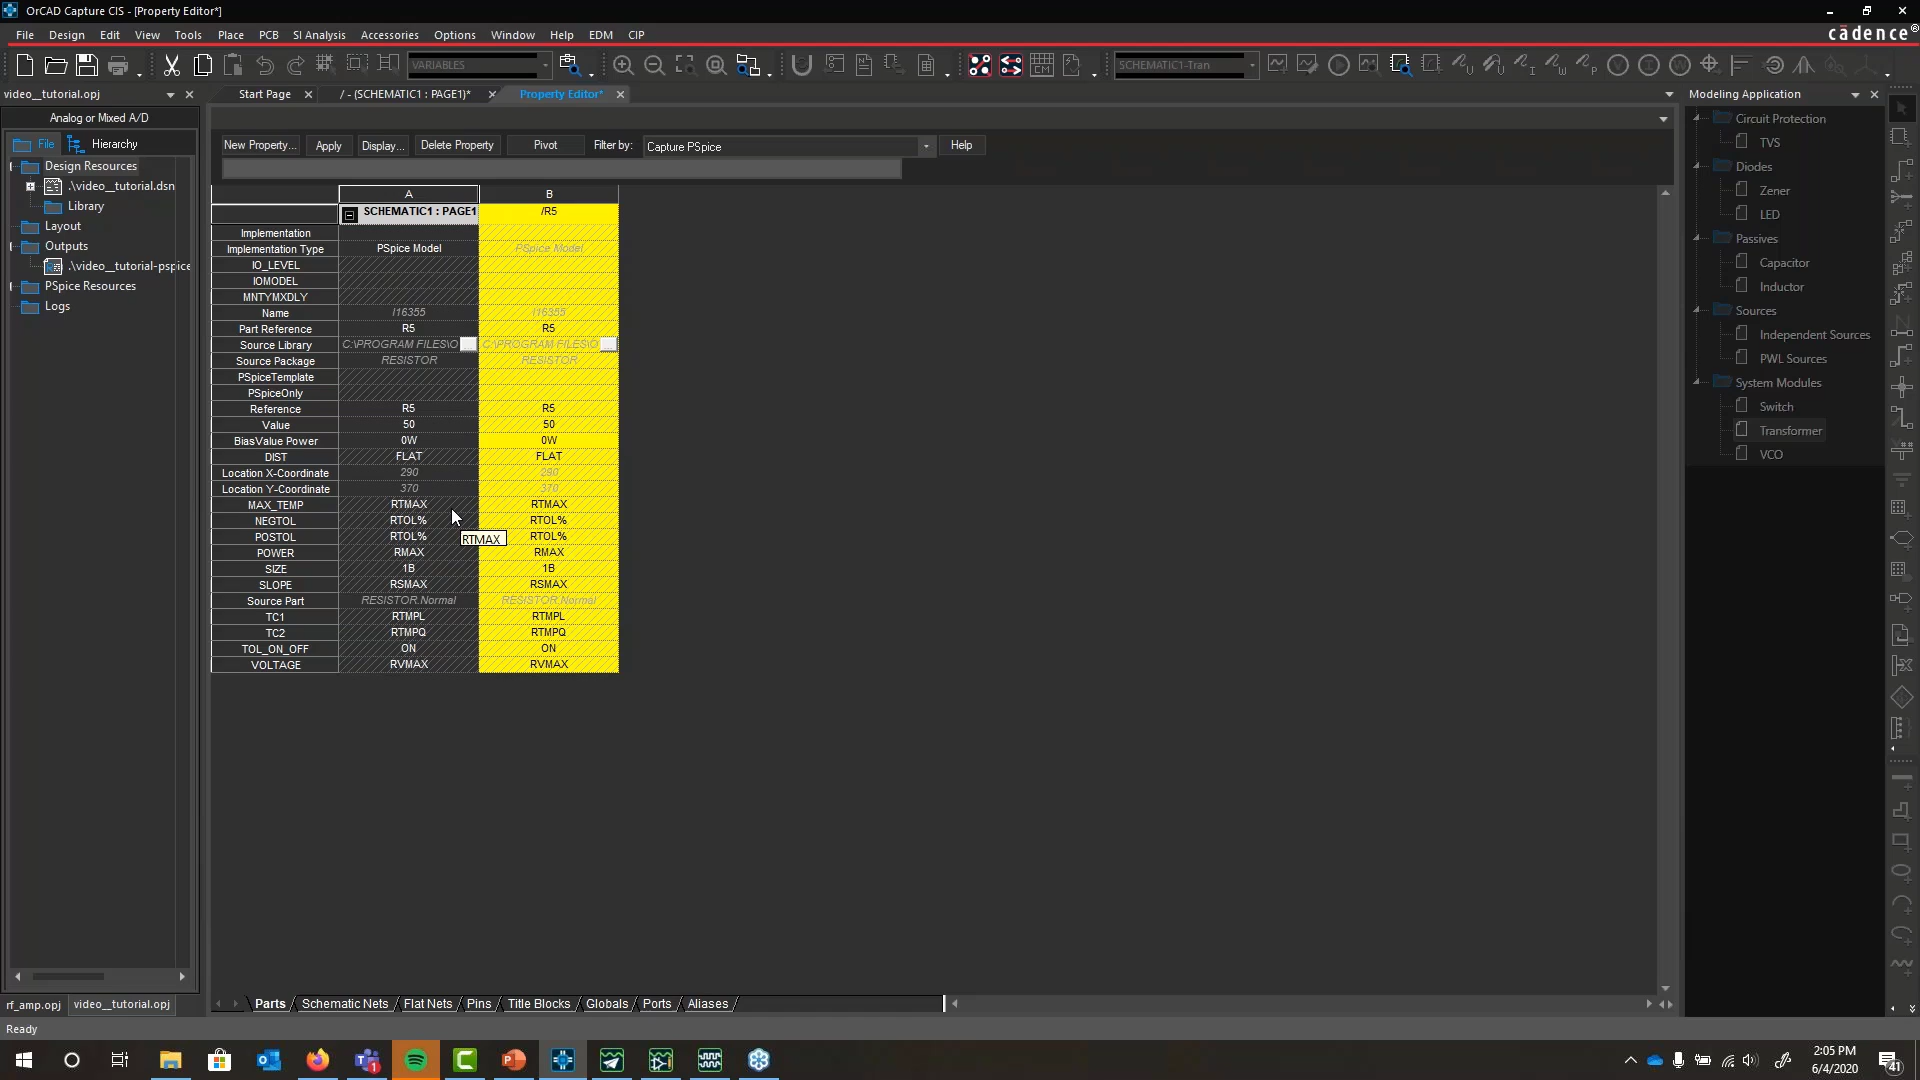 OrCAD Capture CIS - [Property Editor*]
File Design Edit View Tools Place PCB SI Analysis Accessories Options Window Help EDM CIP
cādence®
VARIABLES
SCHEMATIC1-Tran
video__tutorial.opj
Start Page
/ - (SCHEMATIC1 : PAGE1)*
Property Editor*
Modeling Application
Analog or Mixed A/D
File Hierarchy
Design Resources
.\video__tutorial.dsn
Library
Layout
Outputs
.\video__tutorial-pspice
PSpice Resources
Logs
New Property... Apply Display... Delete Property Pivot Filter by: Capture PSpice Help
A B
SCHEMATIC1 : PAGE1 /R5
Implementation
Implementation Type PSpice Model PSpice Model
IO_LEVEL
IOMODEL
MNTYMXDLY
Name I16355 I16355
Part Reference R5 R5
Source Library C:\PROGRAM FILES\O ... C:\PROGRAM FILES\O ...
Source Package RESISTOR RESISTOR
PSpiceTemplate
PSpiceOnly
Reference R5 R5
Value 50 50
BiasValue Power 0W 0W
DIST FLAT FLAT
Location X-Coordinate 290 290
Location Y-Coordinate 370 370
MAX_TEMP RTMAX RTMAX
NEGTOL RTOL% RTOL%
POSTOL RTOL% RTOL%
RTMAX
POWER RMAX RMAX
SIZE 1B 1B
SLOPE RSMAX RSMAX
Source Part RESISTOR.Normal RESISTOR.Normal
TC1 RTMPL RTMPL
TC2 RTMPQ RTMPQ
TOL_ON_OFF ON ON
VOLTAGE RVMAX RVMAX
Circuit Protection
TVS
Diodes
Zener
LED
Passives
Capacitor
Inductor
Sources
Independent Sources
PWL Sources
System Modules
Switch
Transformer
VCO
rf_amp.opj video__tutorial.opj
Parts Schematic Nets Flat Nets Pins Title Blocks Globals Ports Aliases
Ready
2:05 PM
6/4/2020
41